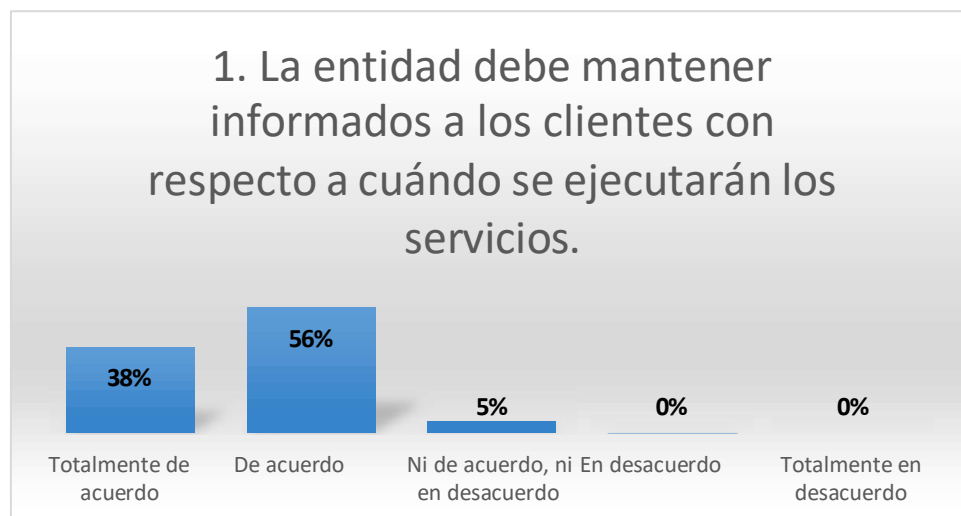 1. La entidad debe mantener
informados a los clientes con
respecto a cuándo se ejecutarán los
servicios.
38%
56%
5%
0%
0%
Totalmente de
acuerdo
De acuerdo
Ni de acuerdo, ni
en desacuerdo
En desacuerdo
Totalmente en
desacuerdo